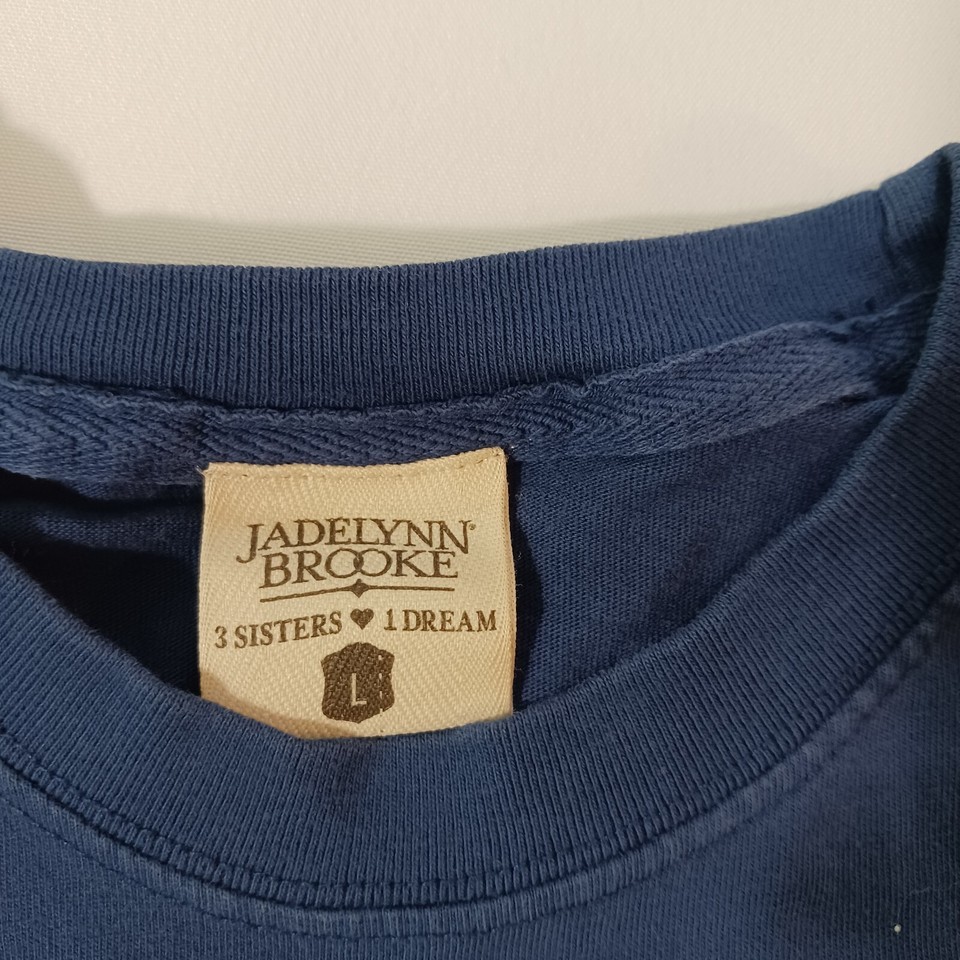 JADELYNN
BROOKE
3 SISTERS ♥ 1 DREAM
L